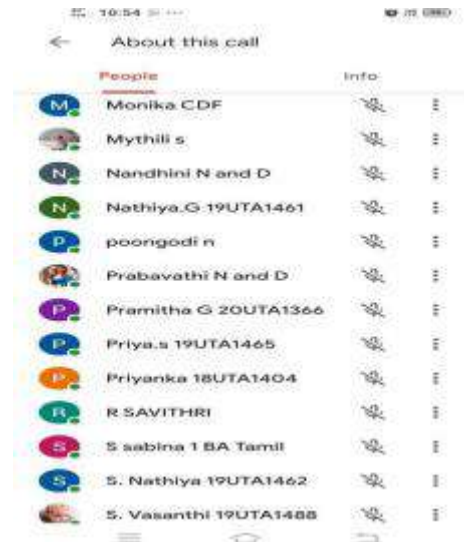 10:54
About this call
People
Info
M Monika CDF
Mythili s
N Nandhini N and D
N Nathiya.G 19UTA1461
P poongodi n
Prabavathi N and D
P Pramitha G 20UTA1366
P Priya.s 19UTA1465
P Priyanka 18UTA1404
R R SAVITHRI
S S sabina 1 BA Tamil
S S. Nathiya 19UTA1462
S. Vasanthi 19UTA1488